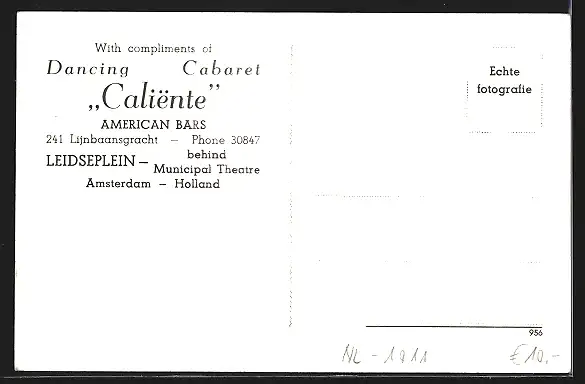 With compliments of
Dancing Cabaret
„Caliënte”
AMERICAN BARS
241 Lijnbaansgracht — Phone 30847
LEIDSEPLEIN — behind Municipal Theatre
Amsterdam — Holland
Echte
fotografie
956
NL - 1911
€ 10,-